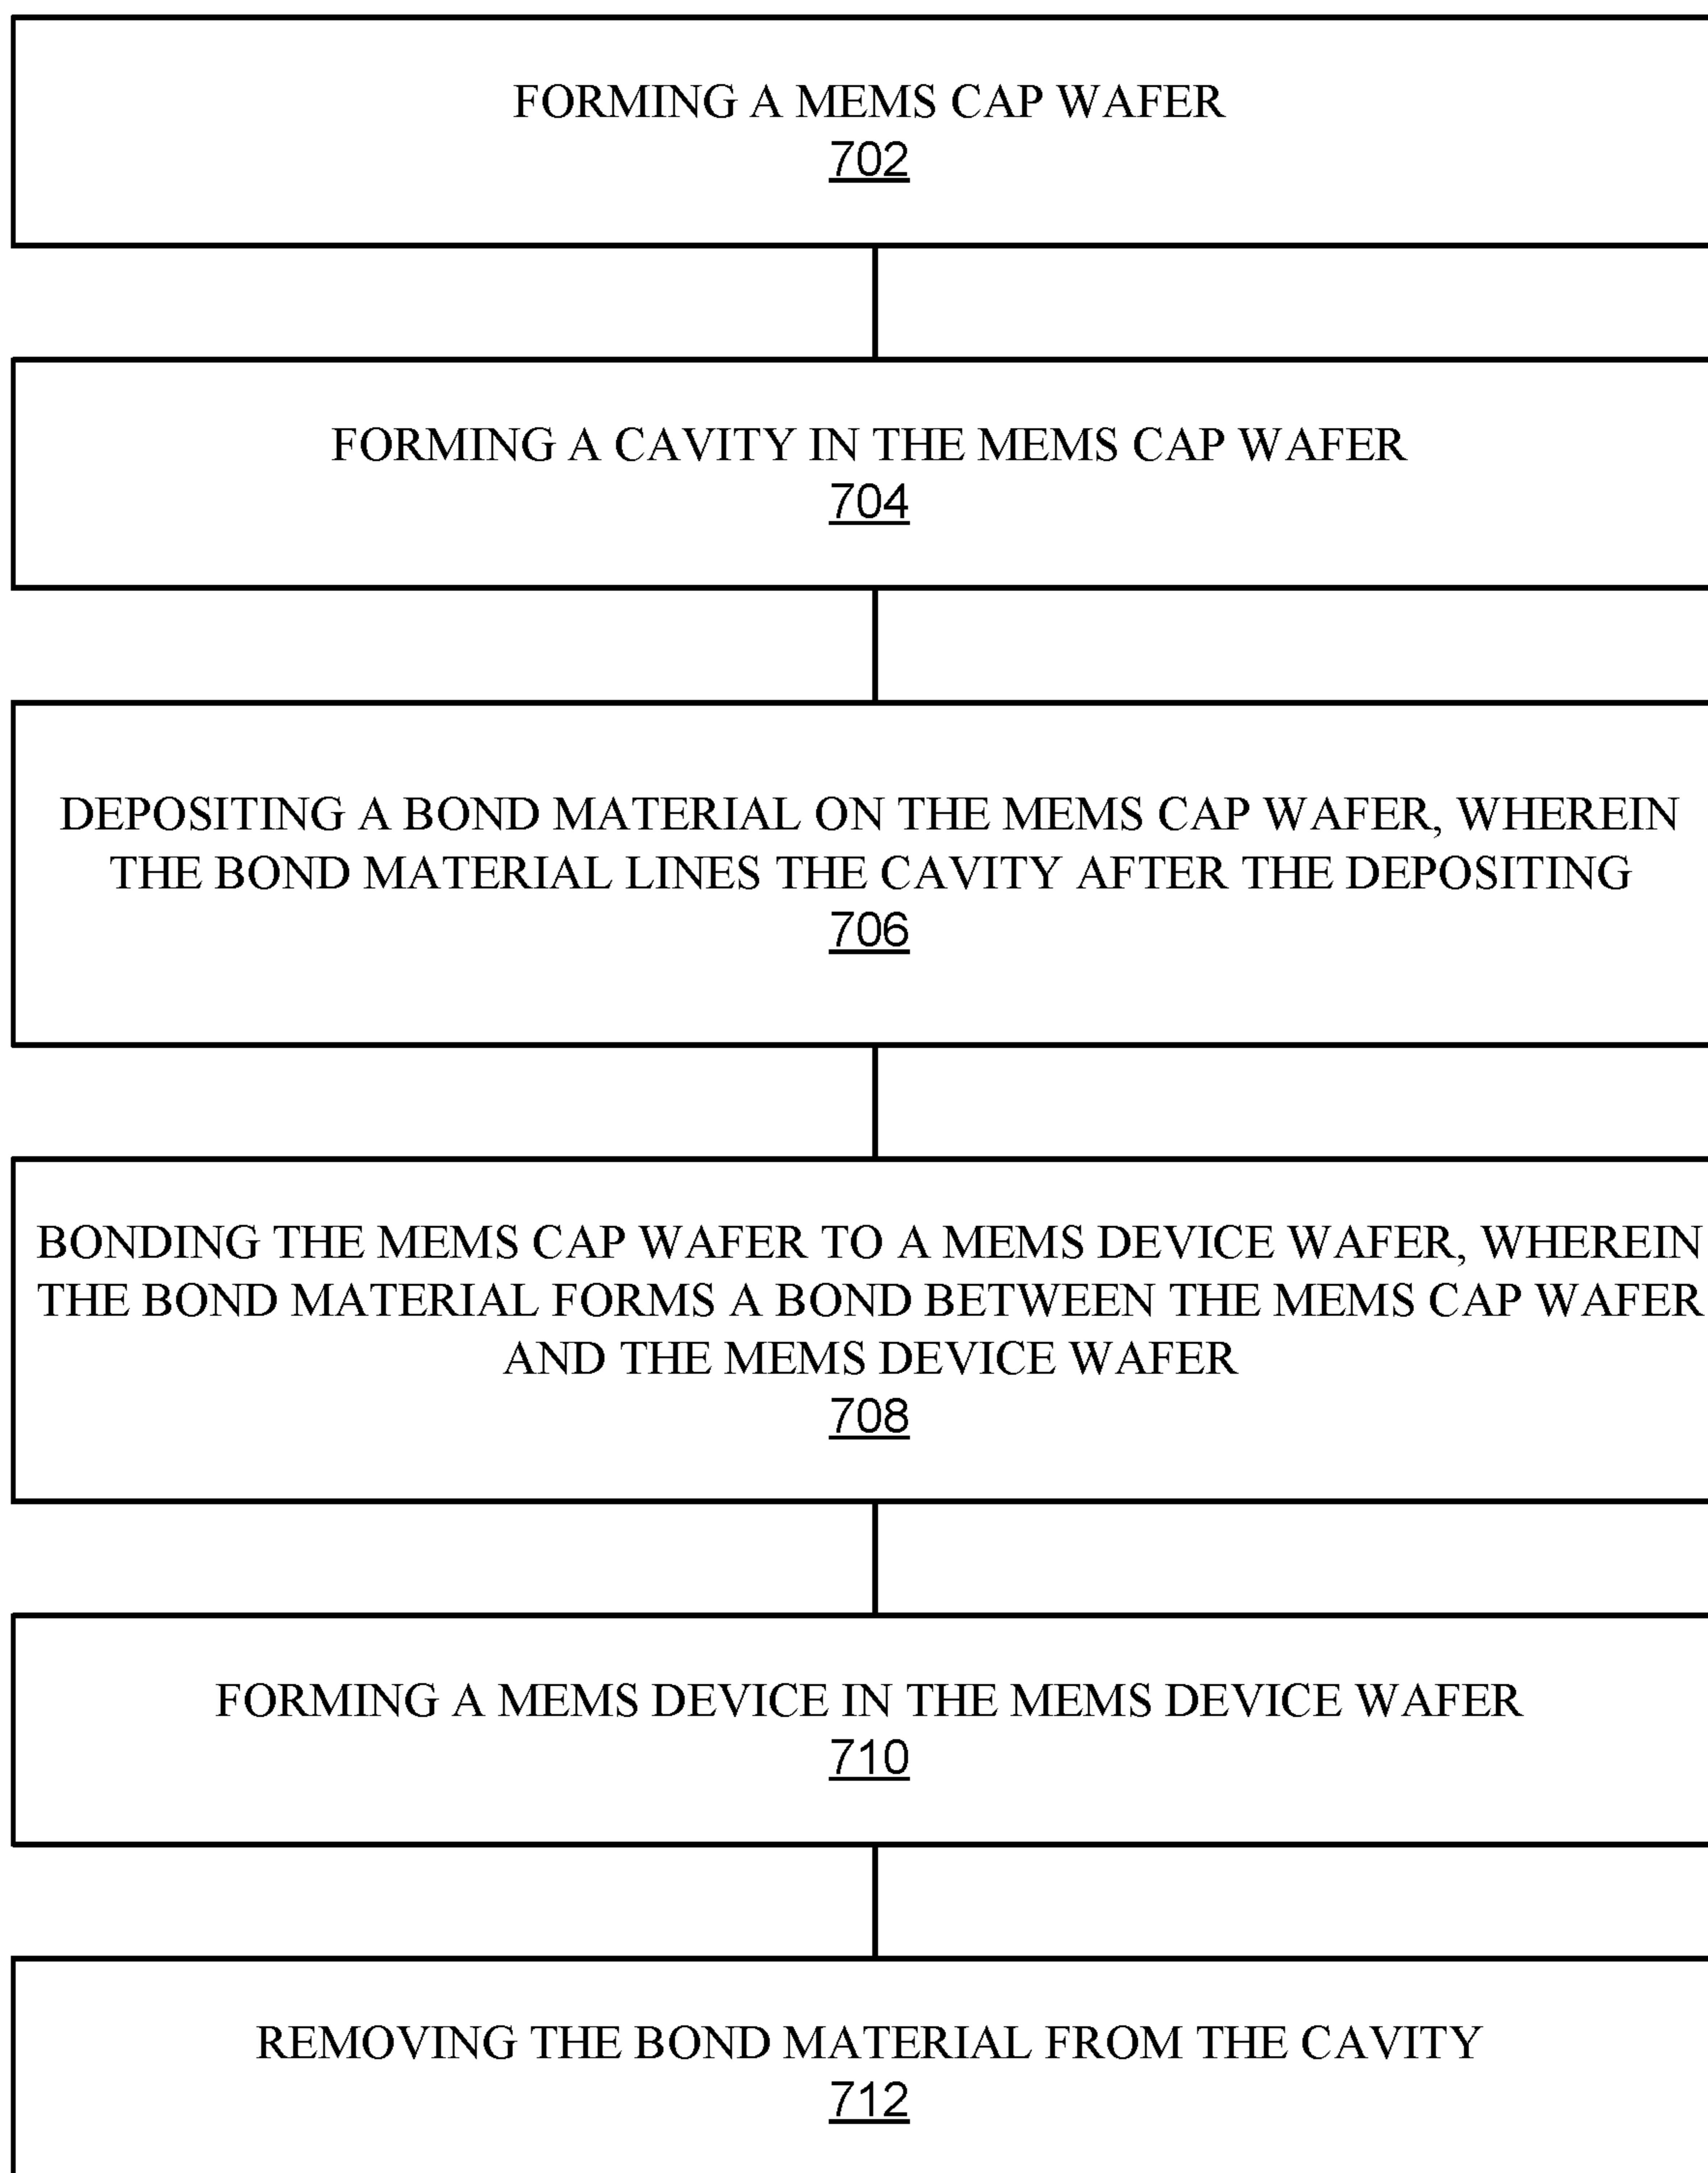 FORMING A MEMS CAP WAFER
702
FORMING A CAVITY IN THE MEMS CAP WAFER
704
DEPOSITING A BOND MATERIAL ON THE MEMS CAP WAFER, WHEREIN
THE BOND MATERIAL LINES THE CAVITY AFTER THE DEPOSITING
706
BONDING THE MEMS CAP WAFER TO A MEMS DEVICE WAFER, WHEREIN
THE BOND MATERIAL FORMS A BOND BETWEEN THE MEMS CAP WAFER
AND THE MEMS DEVICE WAFER
708
FORMING A MEMS DEVICE IN THE MEMS DEVICE WAFER
710
REMOVING THE BOND MATERIAL FROM THE CAVITY
712